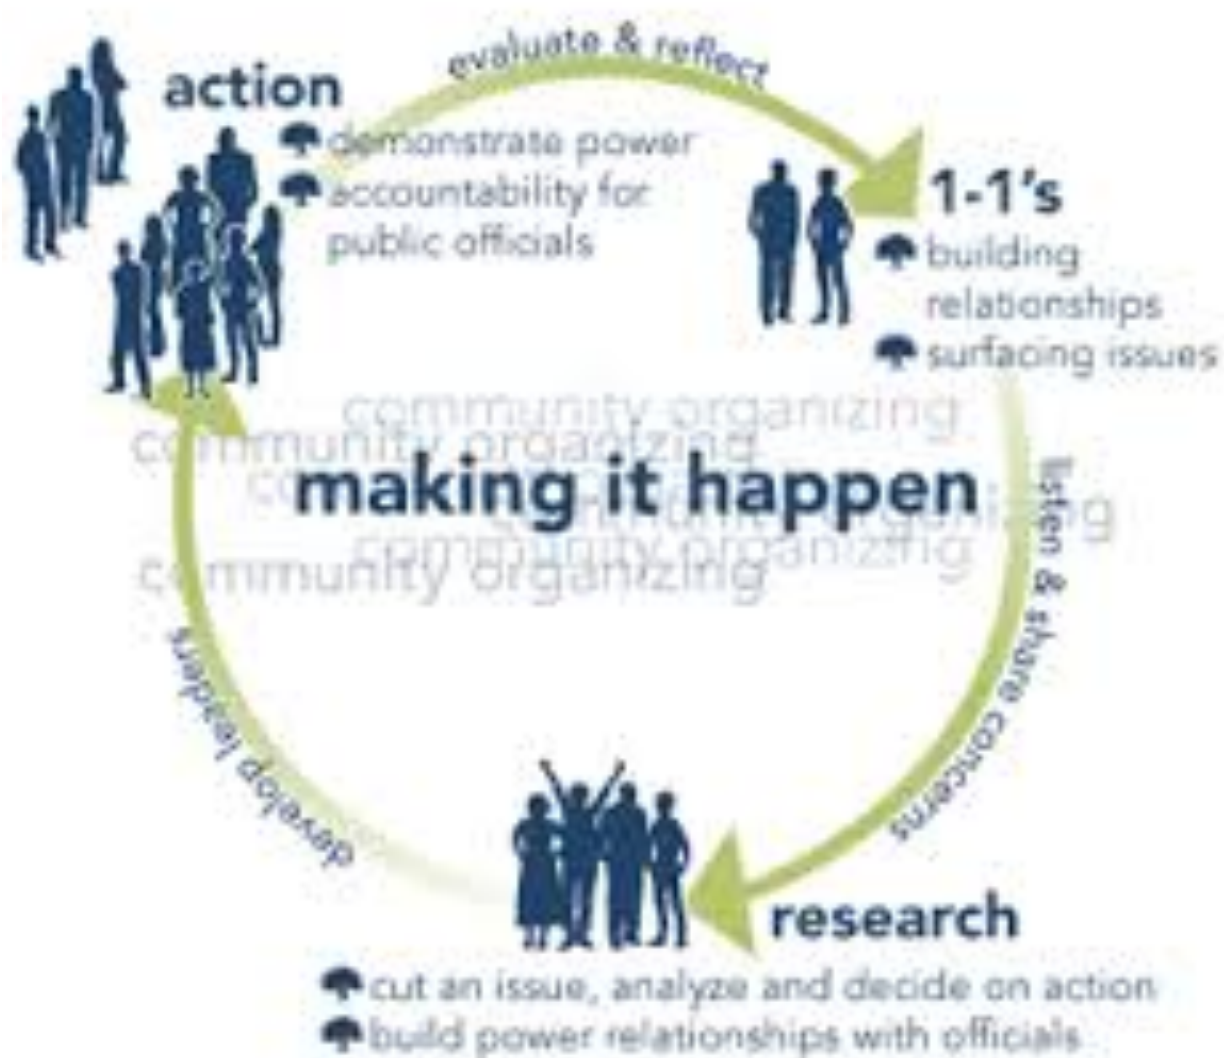 evaluate & reflect
action
demonstrate power
accountability for
public officials
1-1's
building
relationships
surfacing issues
community organizing
community organizing
making it happen
community organizing
community organizing
listen & share concerns
develop leaders
research
cut an issue, analyze and decide on action
build power relationships with officials